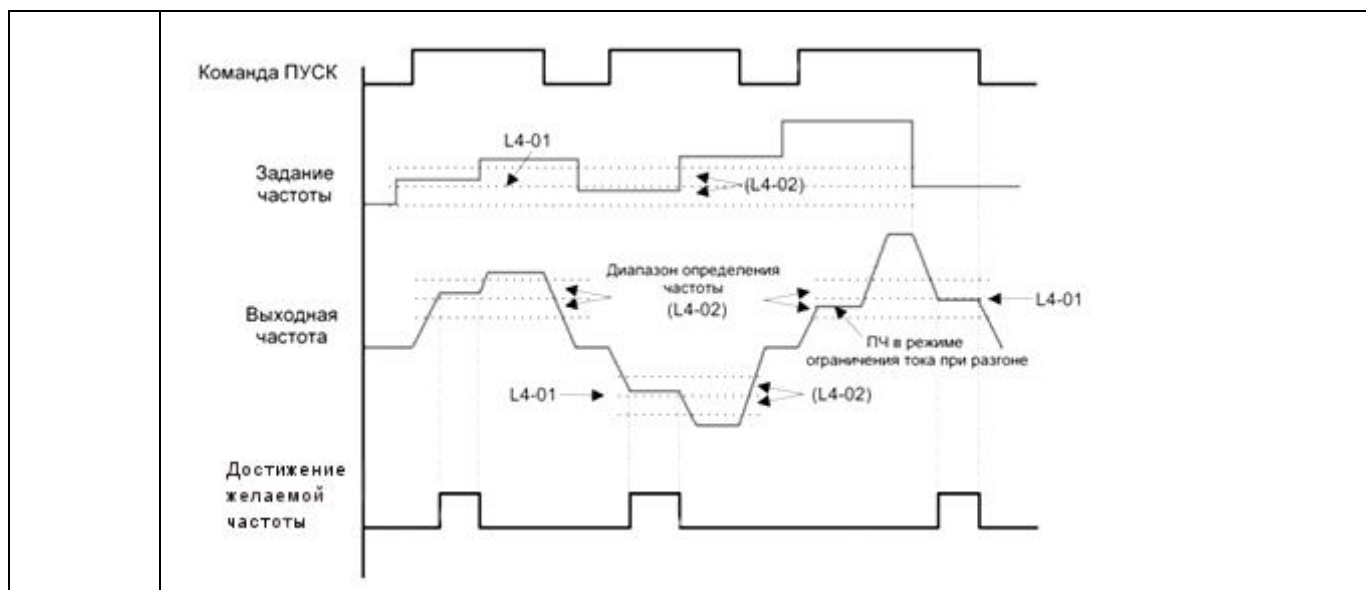 Команда ПУСК
L4-01
Задание
частоты
(L4-02)
Диапазон определения
частоты
(L4-02)
L4-01
Выходная
частота
ПЧ в режиме
ограничения тока при разгоне
L4-01
(L4-02)
Достижение
желаемой
частоты